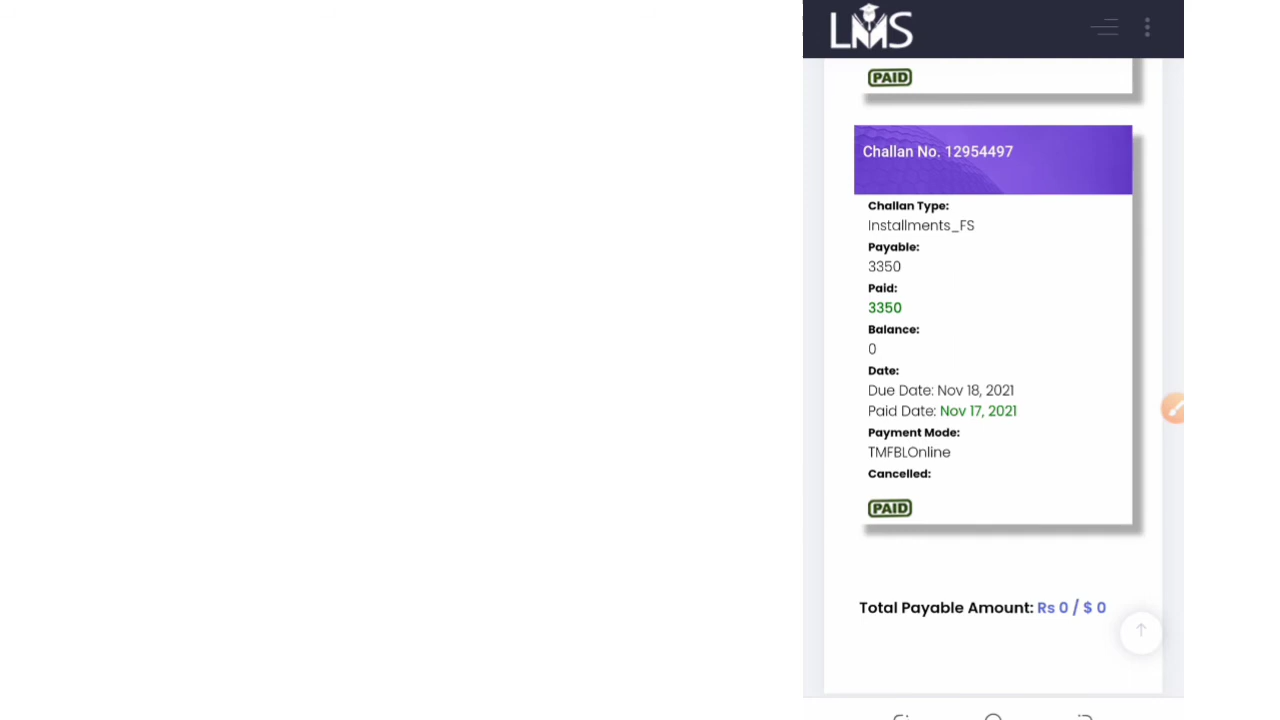 LMS
PAID
Challan No. 12954497
Challan Type:
Installments_FS
Payable:
3350
Paid:
3350
Balance:
0
Date:
Due Date: Nov 18, 2021
Paid Date: Nov 17, 2021
Payment Mode:
TMFBLOnline
Cancelled:
PAID
Total Payable Amount: Rs 0 / $ 0